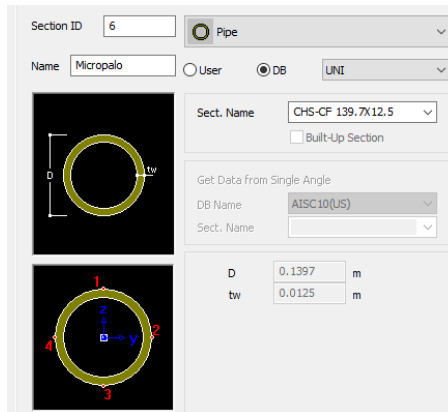 Section ID 6 Pipe
Name Micropalo User DB UNI
Sect. Name CHS-CF 139.7X12.5
Built-Up Section
D tw
Get Data from Single Angle
DB Name AISC10(US)
Sect. Name
D 0.1397 m
tw 0.0125 m
1
z
4 y 2
3